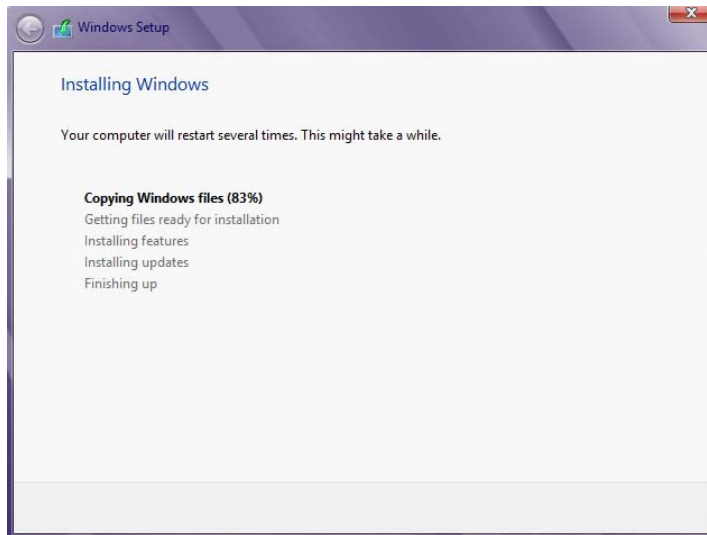 Windows Setup
Installing Windows
Your computer will restart several times. This might take a while.
Copying Windows files (83%)
Getting files ready for installation
Installing features
Installing updates
Finishing up